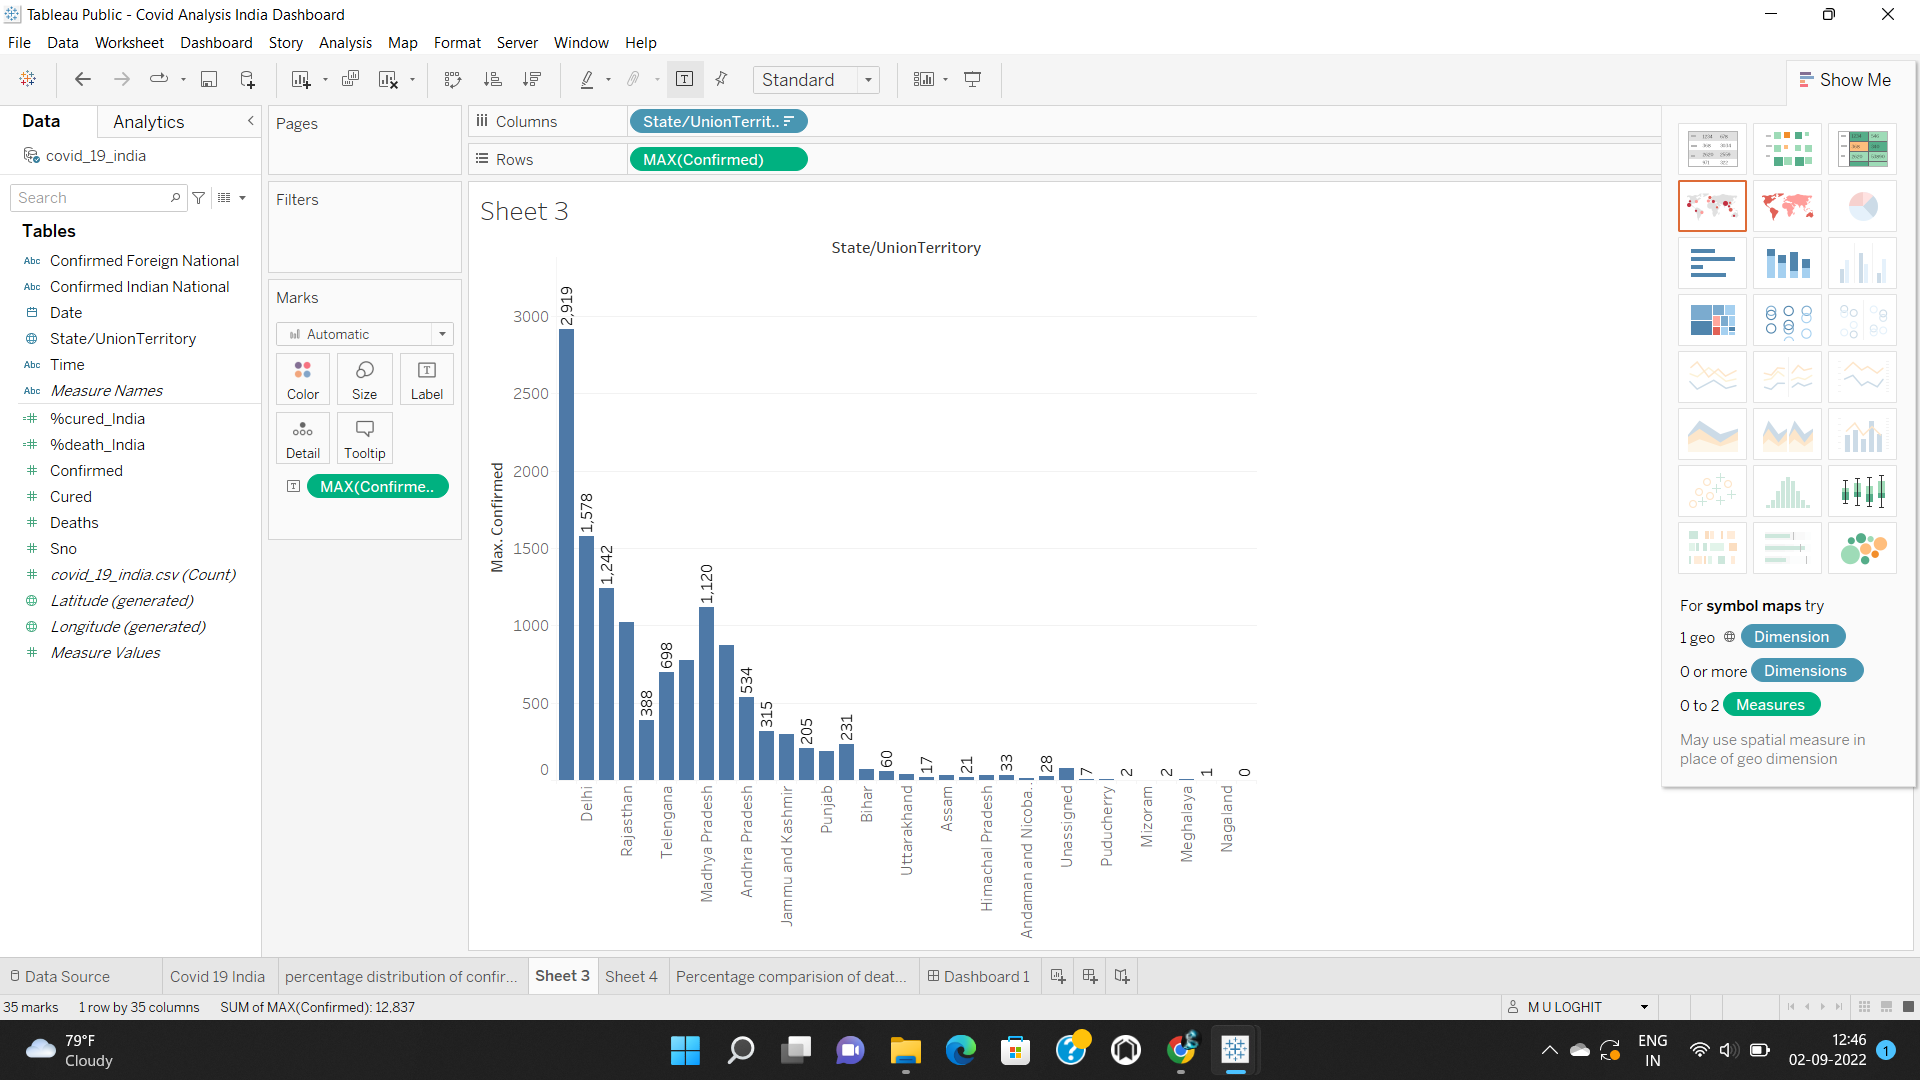 Tableau Public - Covid Analysis India Dashboard
File Data Worksheet Dashboard Story Analysis Map Format Server Window Help
Standard
Show Me
Data Analytics
covid_19_india
Search
Tables
Abc Confirmed Foreign National
Abc Confirmed Indian National
Date
State/UnionTerritory
Abc Time
Abc Measure Names
%cured_India
%death_India
Confirmed
Cured
Deaths
Sno
covid_19_india.csv (Count)
Latitude (generated)
Longitude (generated)
Measure Values
Pages
Filters
Marks
Automatic
Color Size Label
Detail Tooltip
MAX(Confirme..
Columns State/UnionTerrit..
Rows MAX(Confirmed)
Sheet 3
State/UnionTerritory
Max. Confirmed
3000
2500
2000
1500
1000
500
0
2,919
1,578
1,242
388
698
1,120
534
315
205
231
60
17
21
33
28
7
2
2
1
0
Delhi
Rajasthan
Telengana
Madhya Pradesh
Andhra Pradesh
Jammu and Kashmir
Punjab
Bihar
Uttarakhand
Assam
Himachal Pradesh
Andaman and Nicoba..
Unassigned
Puducherry
Mizoram
Meghalaya
Nagaland
For symbol maps try
1 geo Dimension
0 or more Dimensions
0 to 2 Measures
May use spatial measure in
place of geo dimension
Data Source Covid 19 India percentage distribution of confir... Sheet 3 Sheet 4 Percentage comparision of deat... Dashboard 1
35 marks 1 row by 35 columns SUM of MAX(Confirmed): 12,837
M U LOGHIT
79°F
Cloudy
ENG
IN
12:46
02-09-2022
1